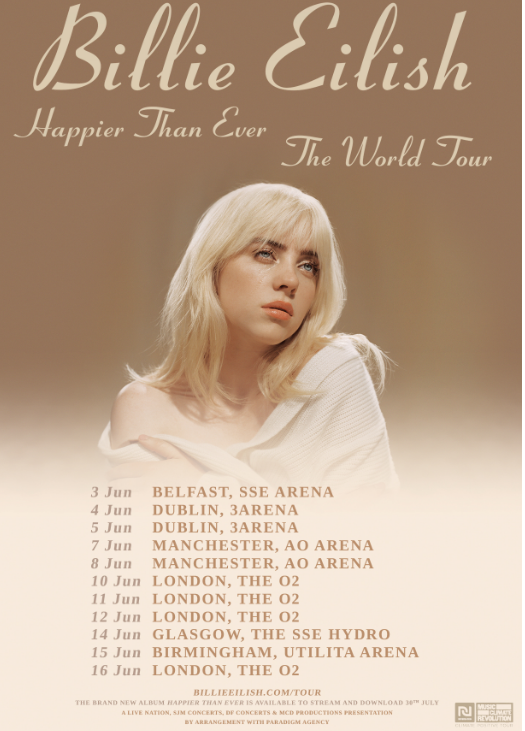 Billie Eilish
Happier Than Ever
The World Tour
3 Jun BELFAST, SSE ARENA
4 Jun DUBLIN, 3ARENA
5 Jun DUBLIN, 3ARENA
7 Jun MANCHESTER, AO ARENA
8 Jun MANCHESTER, AO ARENA
10 Jun LONDON, THE O2
11 Jun LONDON, THE O2
12 Jun LONDON, THE O2
14 Jun GLASGOW, THE SSE HYDRO
15 Jun BIRMINGHAM, UTILITA ARENA
16 Jun LONDON, THE O2
BILLIEEILISH.COM/TOUR
THE BRAND NEW ALBUM HAPPIER THAN EVER IS AVAILABLE TO STREAM AND DOWNLOAD 30TH JULY
A LIVE NATION, SJM CONCERTS, DF CONCERTS & MCD PRODUCTIONS PRESENTATION
BY ARRANGEMENT WITH PARADIGM AGENCY
MUSIC
CLIMATE
REVOLUTION